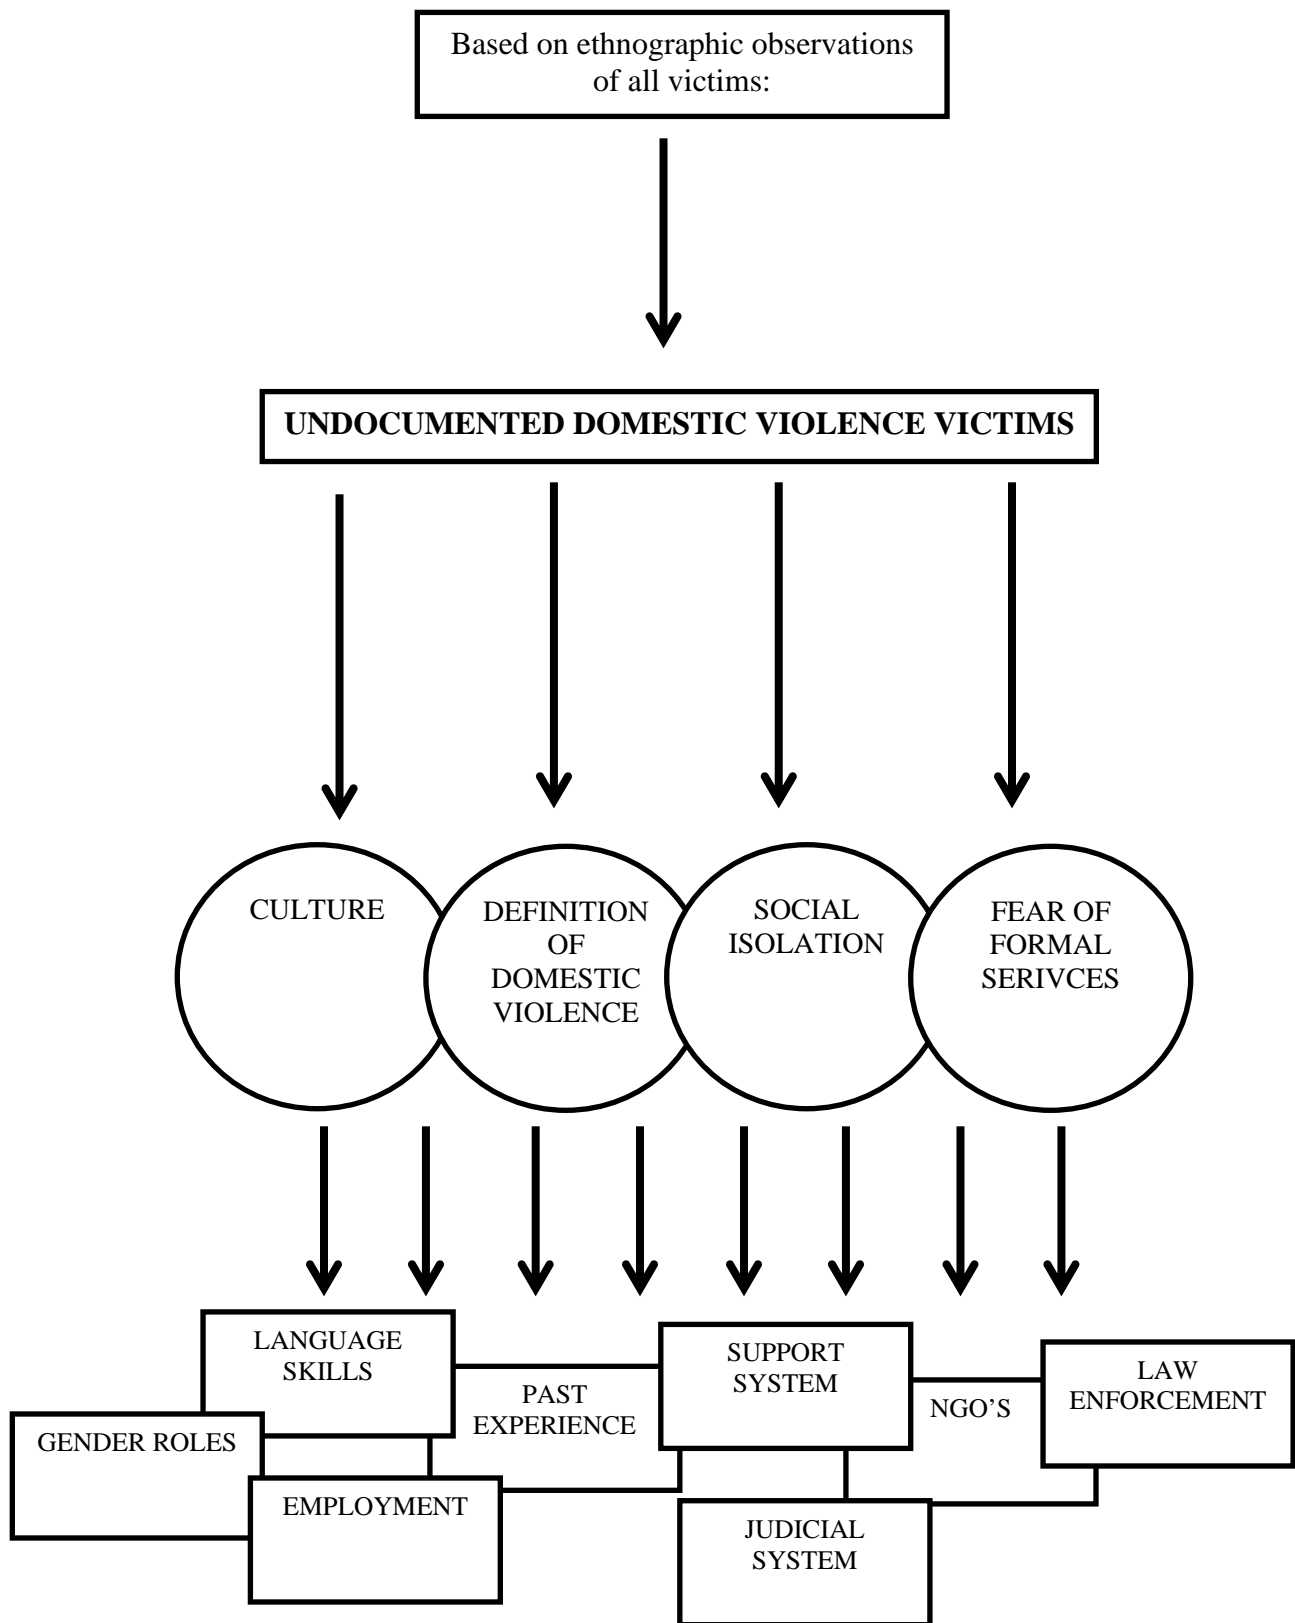 Based on ethnographic observations
of all victims:
UNDOCUMENTED DOMESTIC VIOLENCE VICTIMS
CULTURE
DEFINITION
OF
DOMESTIC
VIOLENCE
SOCIAL
ISOLATION
FEAR OF
FORMAL
SERIVCES
LANGUAGE
SKILLS
PAST
EXPERIENCE
SUPPORT
SYSTEM
NGO’S
LAW
ENFORCEMENT
GENDER ROLES
EMPLOYMENT
JUDICIAL
SYSTEM